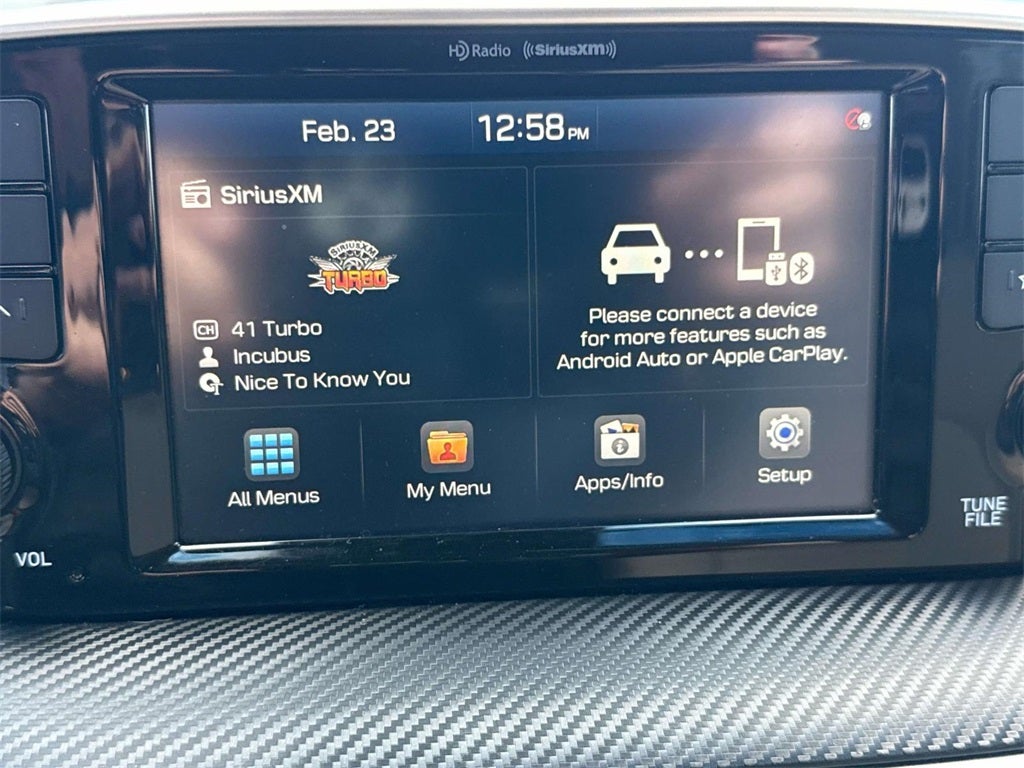 HD Radio ((SiriusXM))
Feb. 23 12:58 PM
SiriusXM
SIRIUSXM
TURBO
CH 41 Turbo
Incubus
Nice To Know You
Please connect a device
for more features such as
Android Auto or Apple CarPlay.
All Menus My Menu Apps/Info Setup
VOL
TUNE
FILE